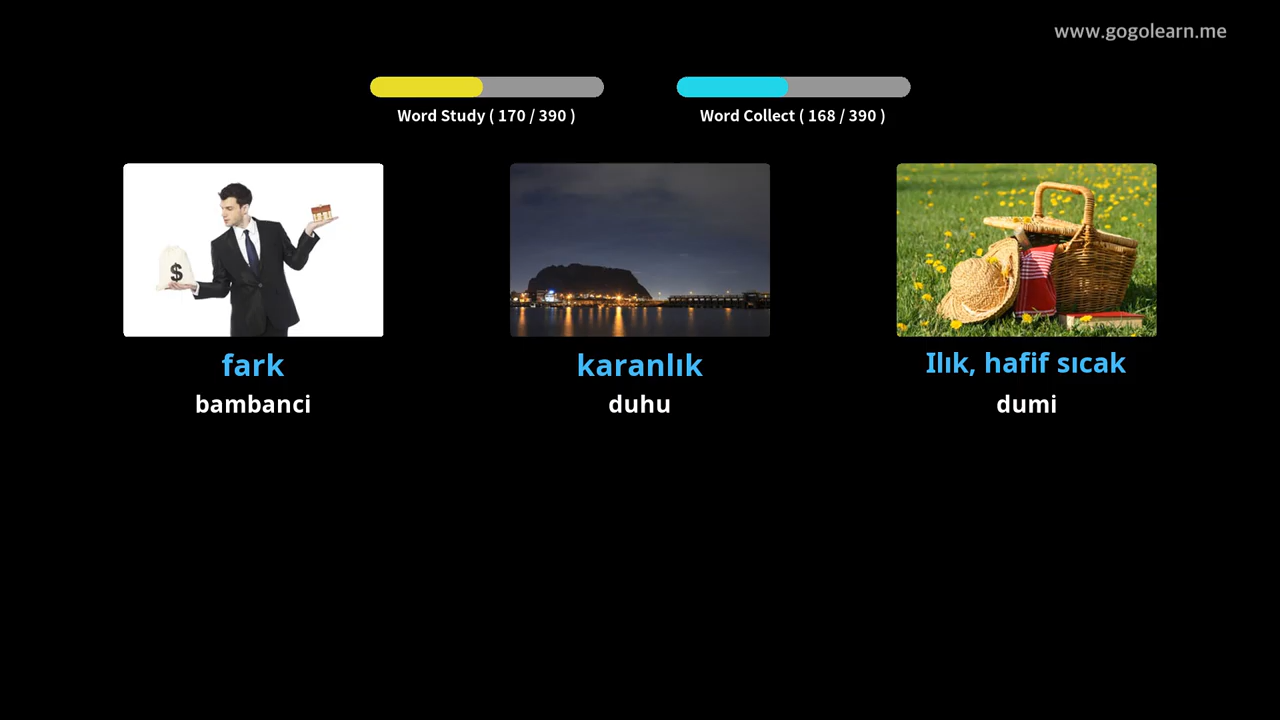 www.gogolearn.me
Word Study ( 170 / 390 )
Word Collect ( 168 / 390 )
$
fark
karanlık
Ilık, hafif sıcak
bambanci
duhu
dumi